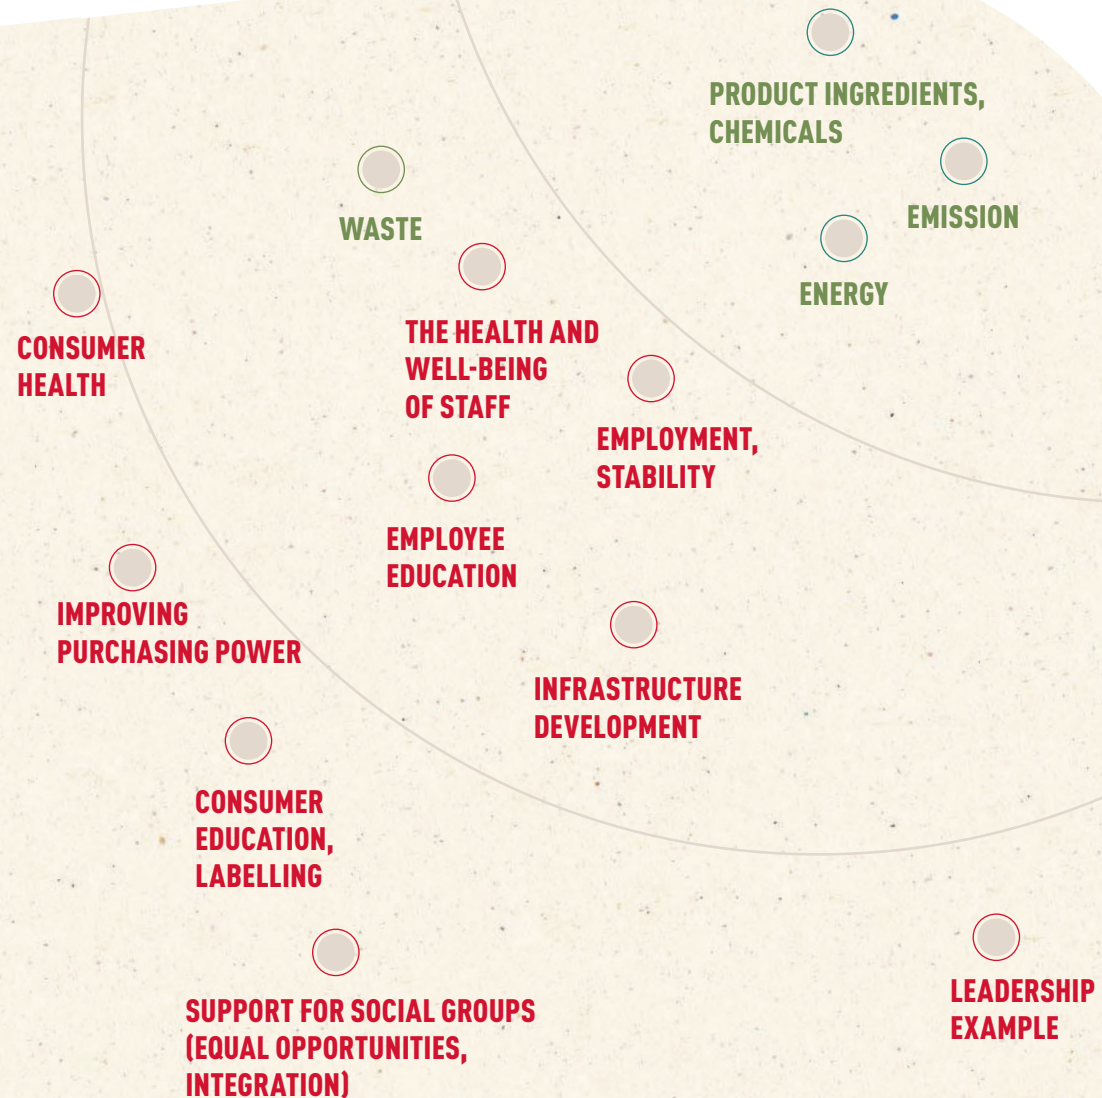 PRODUCT INGREDIENTS,
CHEMICALS
EMISSION
WASTE
ENERGY
THE HEALTH AND
WELL-BEING
OF STAFF
CONSUMER
HEALTH
EMPLOYMENT,
STABILITY
EMPLOYEE
EDUCATION
IMPROVING
PURCHASING POWER
INFRASTRUCTURE
DEVELOPMENT
CONSUMER
EDUCATION,
LABELLING
LEADERSHIP
EXAMPLE
SUPPORT FOR SOCIAL GROUPS
(EQUAL OPPORTUNITIES,
INTEGRATION)